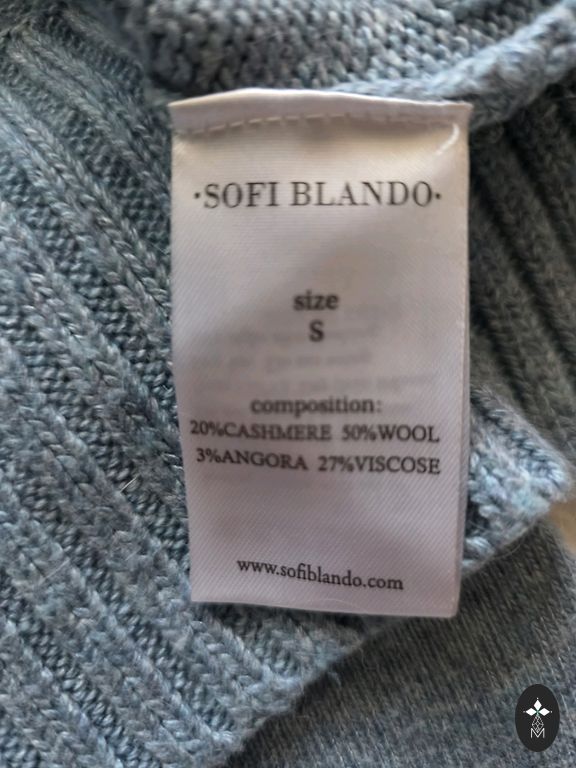 ·SOFI BLANDO·
size
S
composition:
20%CASHMERE 50%WOOL
3%ANGORA 27%VISCOSE
www.sofiblando.com
M